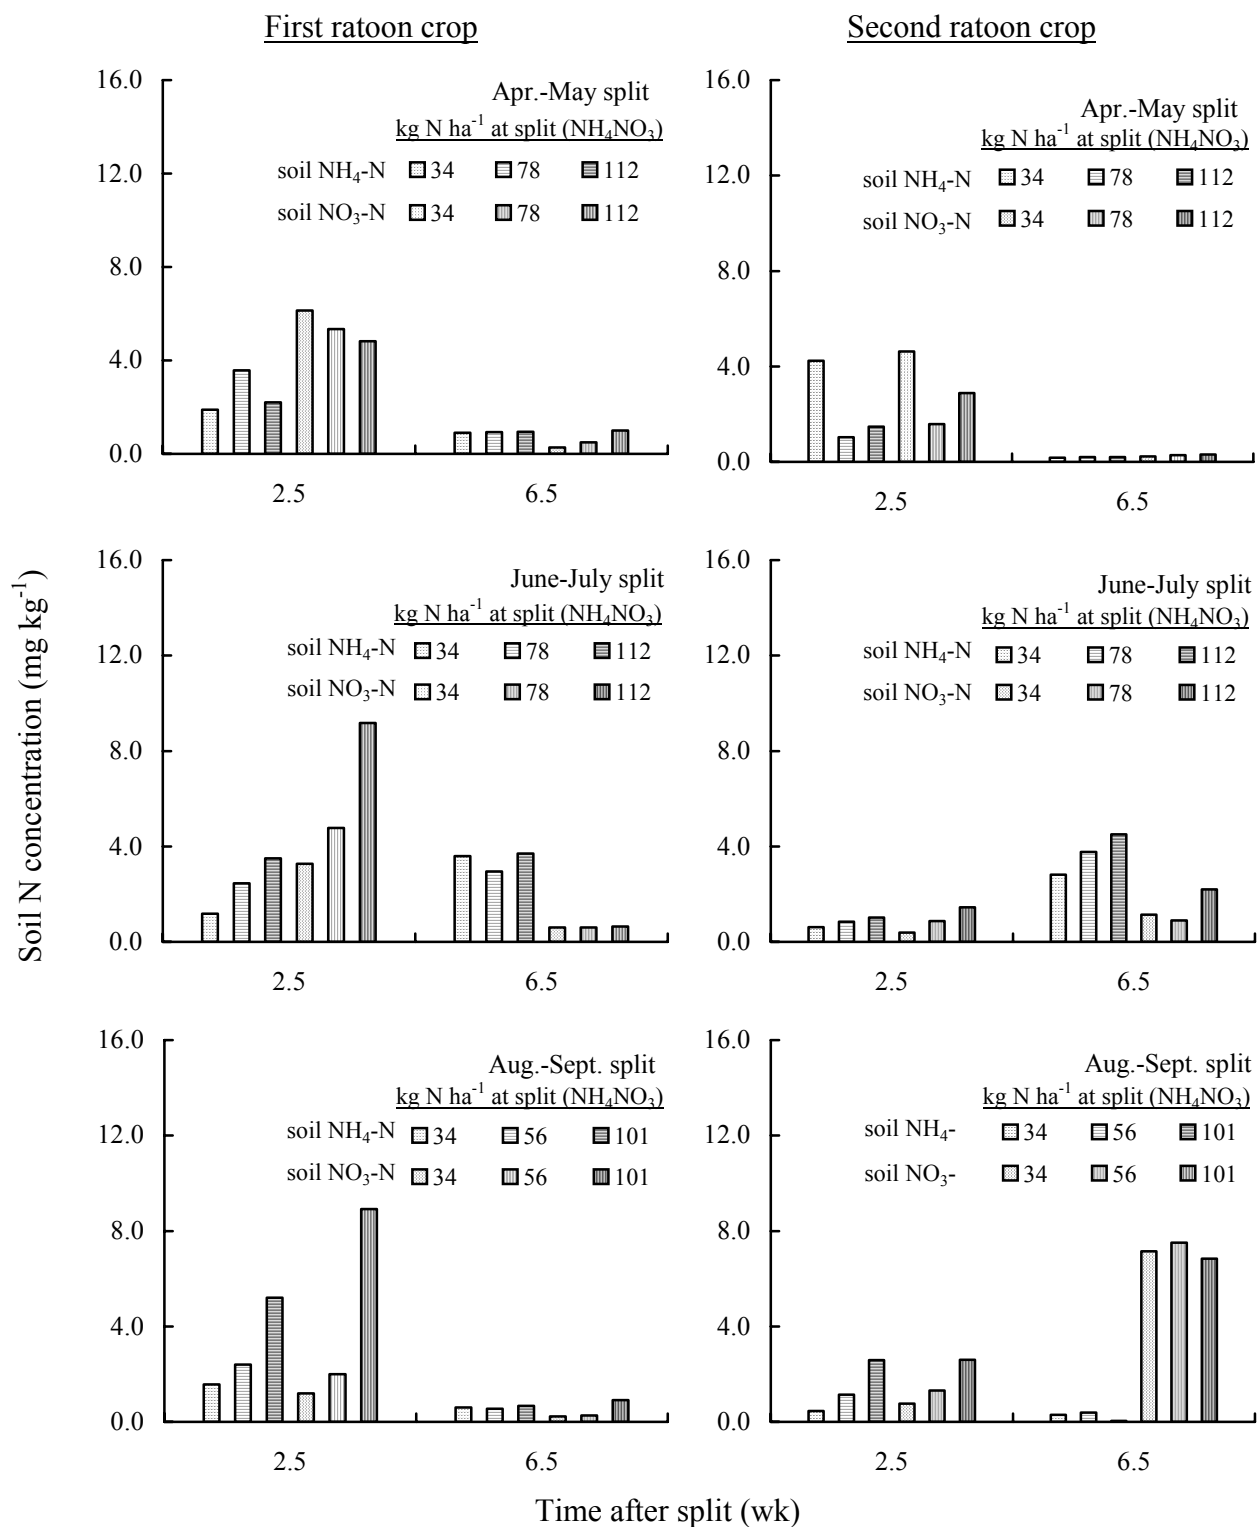 First ratoon crop
Second ratoon crop
Soil N concentration (mg kg⁻¹)
16.0
12.0
8.0
4.0
0.0
Apr.-May split
kg N ha⁻¹ at split (NH₄NO₃)
soil NH₄-N 34 78 112
soil NO₃-N 34 78 112
2.5 6.5
16.0
12.0
8.0
4.0
0.0
Apr.-May split
kg N ha⁻¹ at split (NH₄NO₃)
soil NH₄-N 34 78 112
soil NO₃-N 34 78 112
2.5 6.5
16.0
12.0
8.0
4.0
0.0
June-July split
kg N ha⁻¹ at split (NH₄NO₃)
soil NH₄-N 34 78 112
soil NO₃-N 34 78 112
2.5 6.5
16.0
12.0
8.0
4.0
0.0
June-July split
kg N ha⁻¹ at split (NH₄NO₃)
soil NH₄-N 34 78 112
soil NO₃-N 34 78 112
2.5 6.5
16.0
12.0
8.0
4.0
0.0
Aug.-Sept. split
kg N ha⁻¹ at split (NH₄NO₃)
soil NH₄-N 34 56 101
soil NO₃-N 34 56 101
2.5 6.5
16.0
12.0
8.0
4.0
0.0
Aug.-Sept. split
kg N ha⁻¹ at split (NH₄NO₃)
soil NH₄- 34 56 101
soil NO₃- 34 56 101
2.5 6.5
Time after split (wk)